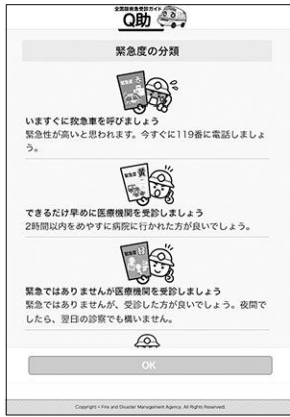 全国版救急受診ガイド
Q助
緊急度の分類
いますぐに救急車を呼びましょう
緊急性が高いと思われます。今すぐに119番に電話しましょ
う。
できるだけ早めに医療機関を受診しましょう
2時間以内をめやすに病院に行かれた方が良いでしょう。
緊急ではありませんが医療機関を受診しましょう
緊急ではありませんが、受診した方が良いでしょう。夜間で
したら、翌日の診察でも構いません。
OK
Copyright © Fire and Disaster Management Agency. All Rights Reserved.